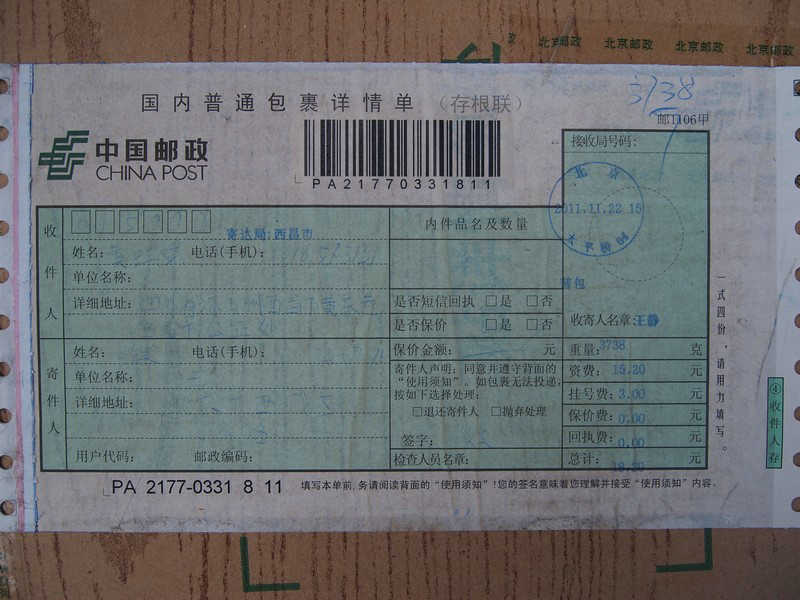 北京邮政 北京邮政 北京邮政 北京邮政
3738
国内普通包裹详情单 (存根联)
邮1106甲
中国邮政
CHINA POST
PA21770331811
接收局号码:
北京
2011.11.22 15
收件人
寄达局:西昌市
内件品名及数量
姓名: 电话(手机):
单位名称:
详细地址:
是否短信回执 □是 □否
是否保价 □是 □否
收寄人名章:王静
寄件人
姓名: 电话(手机):
单位名称:
详细地址:
用户代码: 邮政编码:
保价金额: 元
寄件人声明:同意并遵守背面的
“使用须知”。如包裹无法投递,
按如下选择处理:
□退还寄件人 □抛弃处理
签字:
检查人员名章:
重量:3738 克
资费:15.20 元
挂号费:3.00 元
保价费:0.00 元
回执费:0.00 元
总计:18.20 元
一式四份,请用力填写。
④收件人存
PA 2177-0331 8 11
填写本单前,务请阅读背面的“使用须知”!您的签名意味着您理解并接受“使用须知”内容。